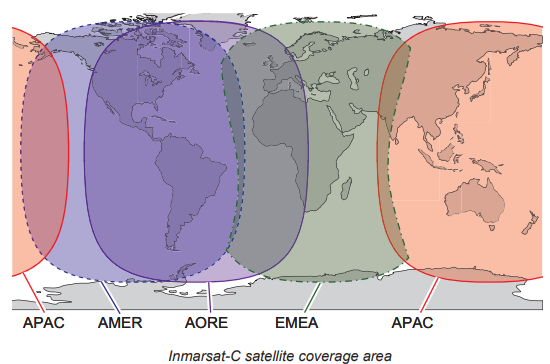 APAC AMER AORE EMEA APAC
Inmarsat-C satellite coverage area